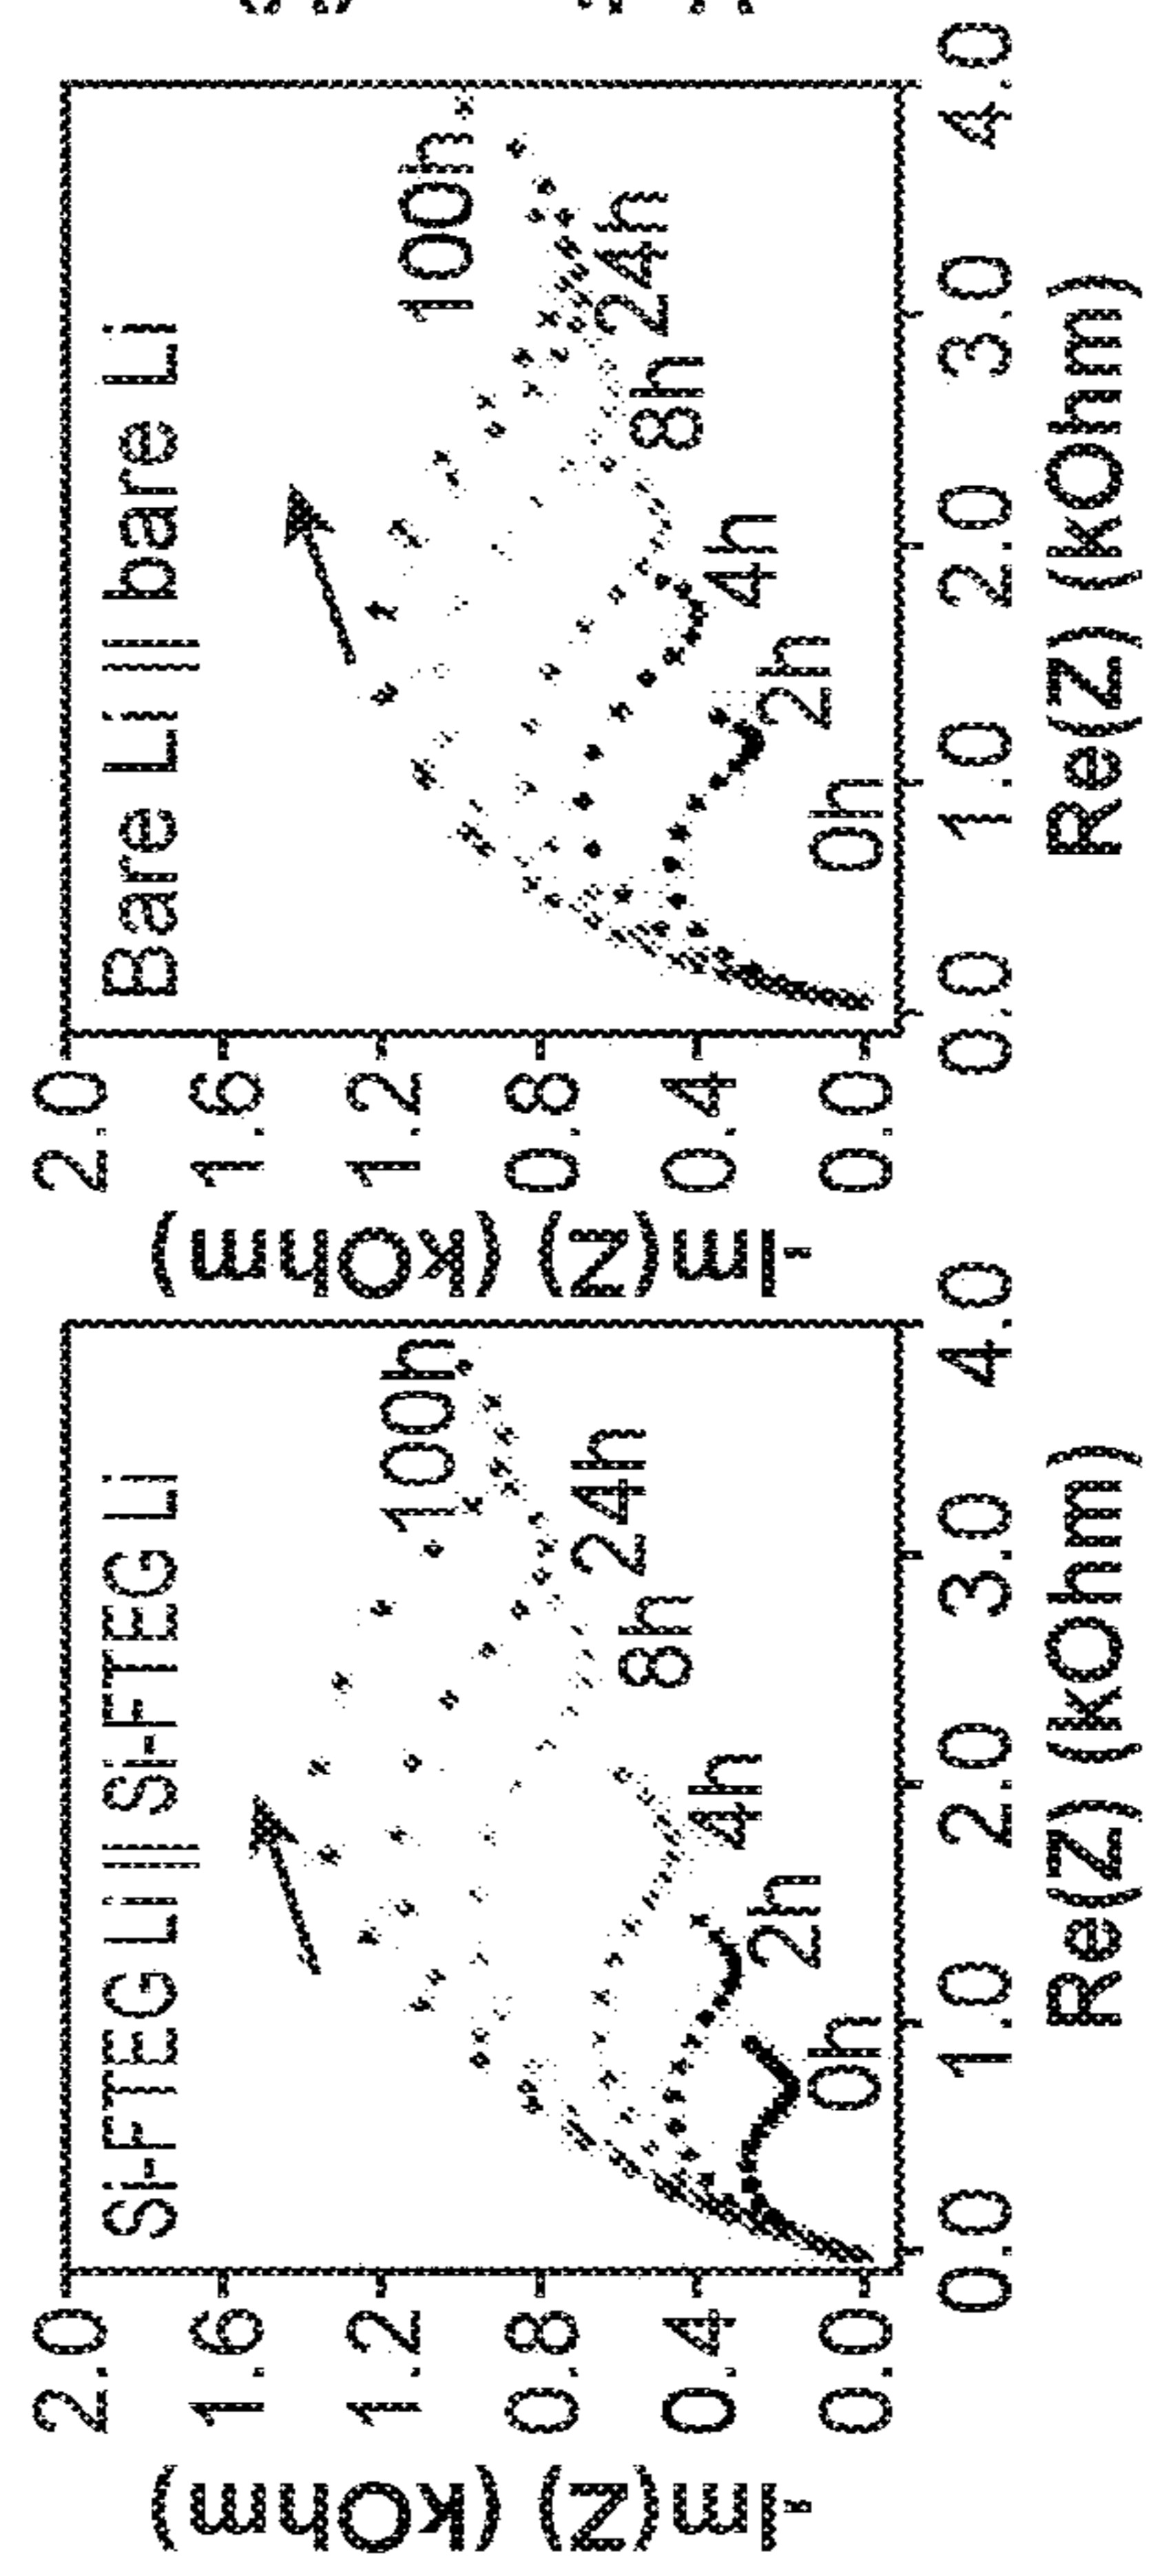 Si-FTEG Li || Si-FTEG Li
-Im(Z) (kOhm)
2.0
1.6
1.2
0.8
0.4
0.0
100h
24h
8h
4h
2h
0h
0.0 1.0 2.0 3.0 4.0
Re(Z) (kOhm)
Bare Li || bare Li
-Im(Z) (kOhm)
2.0
1.6
1.2
0.8
0.4
0.0
100h
24h
8h
4h
2h
0h
0.0 1.0 2.0 3.0 4.0
Re(Z) (kOhm)